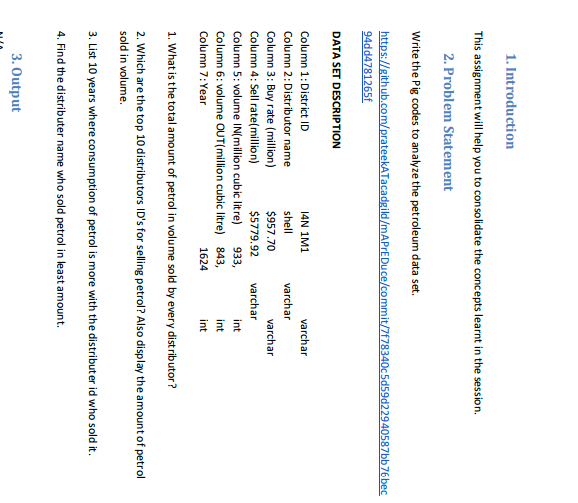 1. Introduction
This assignment will help you to consolidate the concepts learnt in the session.
2. Problem Statement
Write the Pig codes to analyze the petroleum data set.
https://github.com/prateekATacadgild/mAPrEDuce/commit/7f78340c5d59d22940587bb76bec
94dd4781265f
DATA SET DESCRIPTION
Column 1: District ID I4N 1M1 varchar
Column 2: Distributor name shell varchar
Column 3: Buy rate (million) $957.70 varchar
Column 4: Sell rate(million) $5779.92 varchar
Column 5: volume IN(million cubic litre) 933, int
Column 6: volume OUT(million cubic litre) 843, int
Column 7: Year 1624 int
1. What is the total amount of petrol in volume sold by every distributor?
2. Which are the top 10 distributors ID's for selling petrol? Also display the amount of petrol
sold in volume.
3. List 10 years where consumption of petrol is more with the distributer id who sold it.
4. Find the distributer name who sold petrol in least amount.
3. Output
N/A